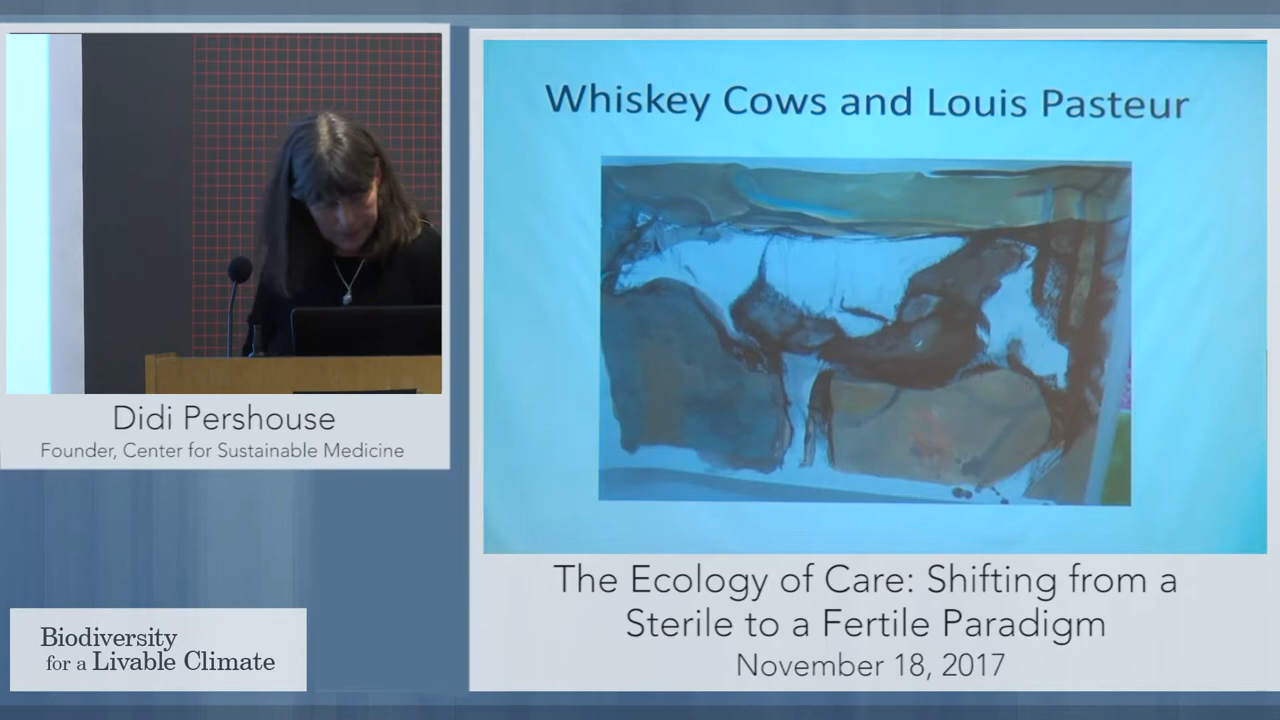 Whiskey Cows and Louis Pasteur
Didi Pershouse
Founder, Center for Sustainable Medicine
The Ecology of Care: Shifting from a
Sterile to a Fertile Paradigm
November 18, 2017
Biodiversity
for a Livable Climate